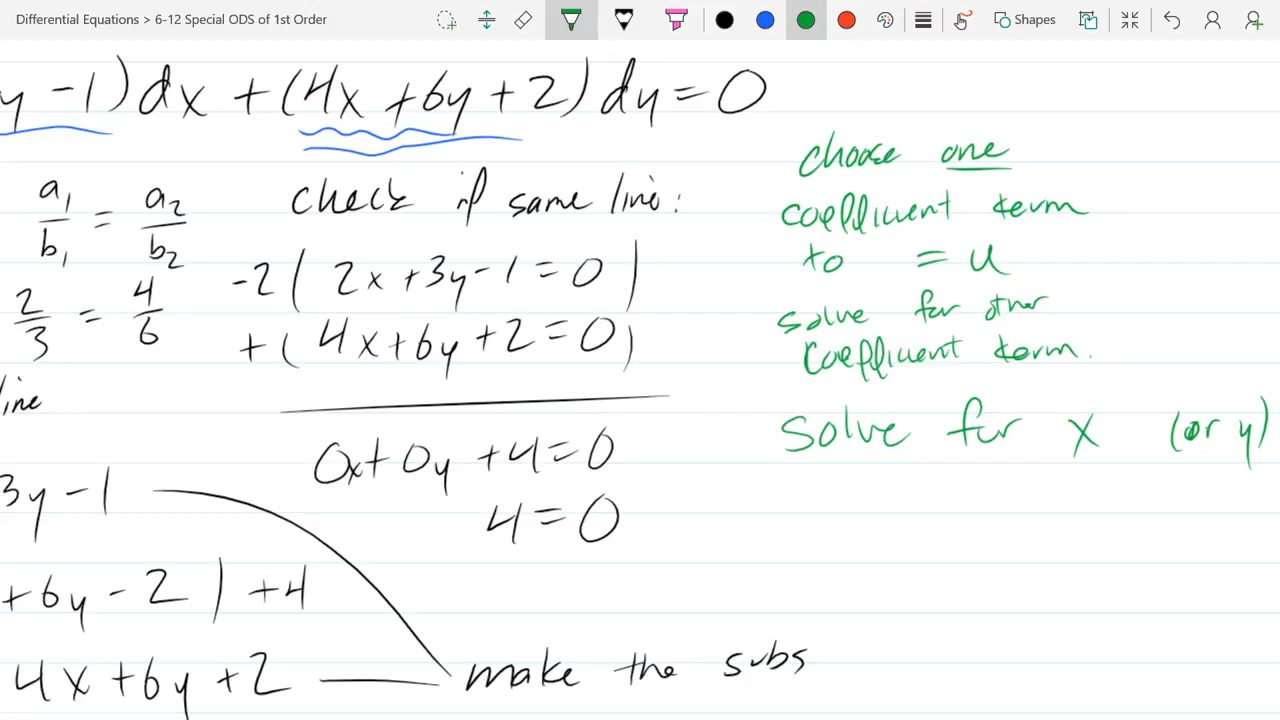 Differential Equations > 6-12 Special ODS of 1st Order
Shapes
y - 1) dx + (4x + 6y + 2) dy = 0
a1/b1 = a2/b2
2/3 = 4/6
line
check if same line:
-2( 2x + 3y - 1 = 0 )
+( 4x + 6y + 2 = 0 )
0x + 0y + 4 = 0
4 = 0
choose one
coefficient term
to = u
solve for other
coefficient term.
Solve for x (or y)
3y - 1
+ 6y - 2 ) + 4
4x + 6y + 2
make the subs